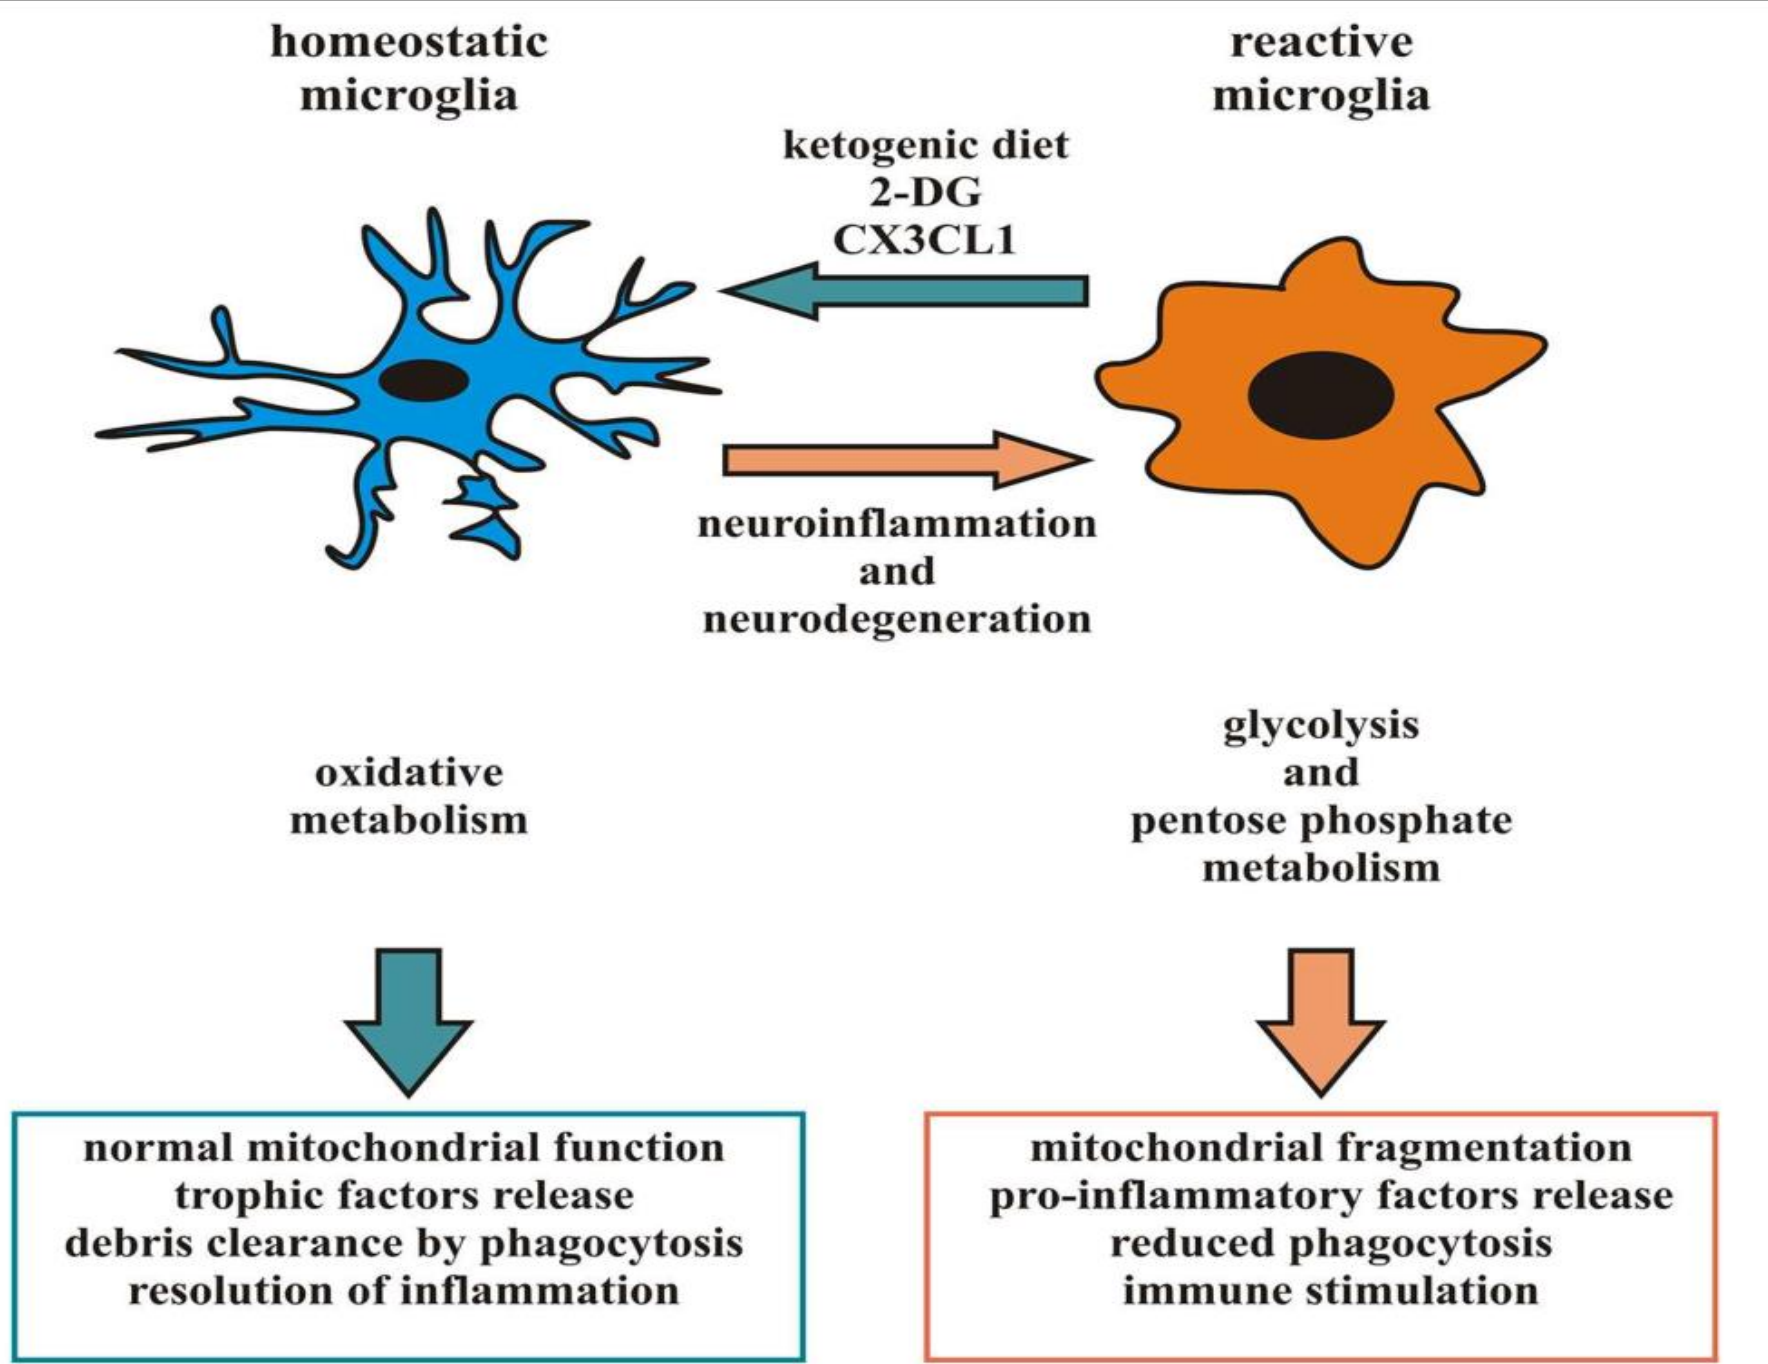 homeostatic
microglia
reactive
microglia
ketogenic diet
2-DG
CX3CL1
neuroinflammation
and
neurodegeneration
oxidative
metabolism
glycolysis
and
pentose phosphate
metabolism
normal mitochondrial function
trophic factors release
debris clearance by phagocytosis
resolution of inflammation
mitochondrial fragmentation
pro-inflammatory factors release
reduced phagocytosis
immune stimulation